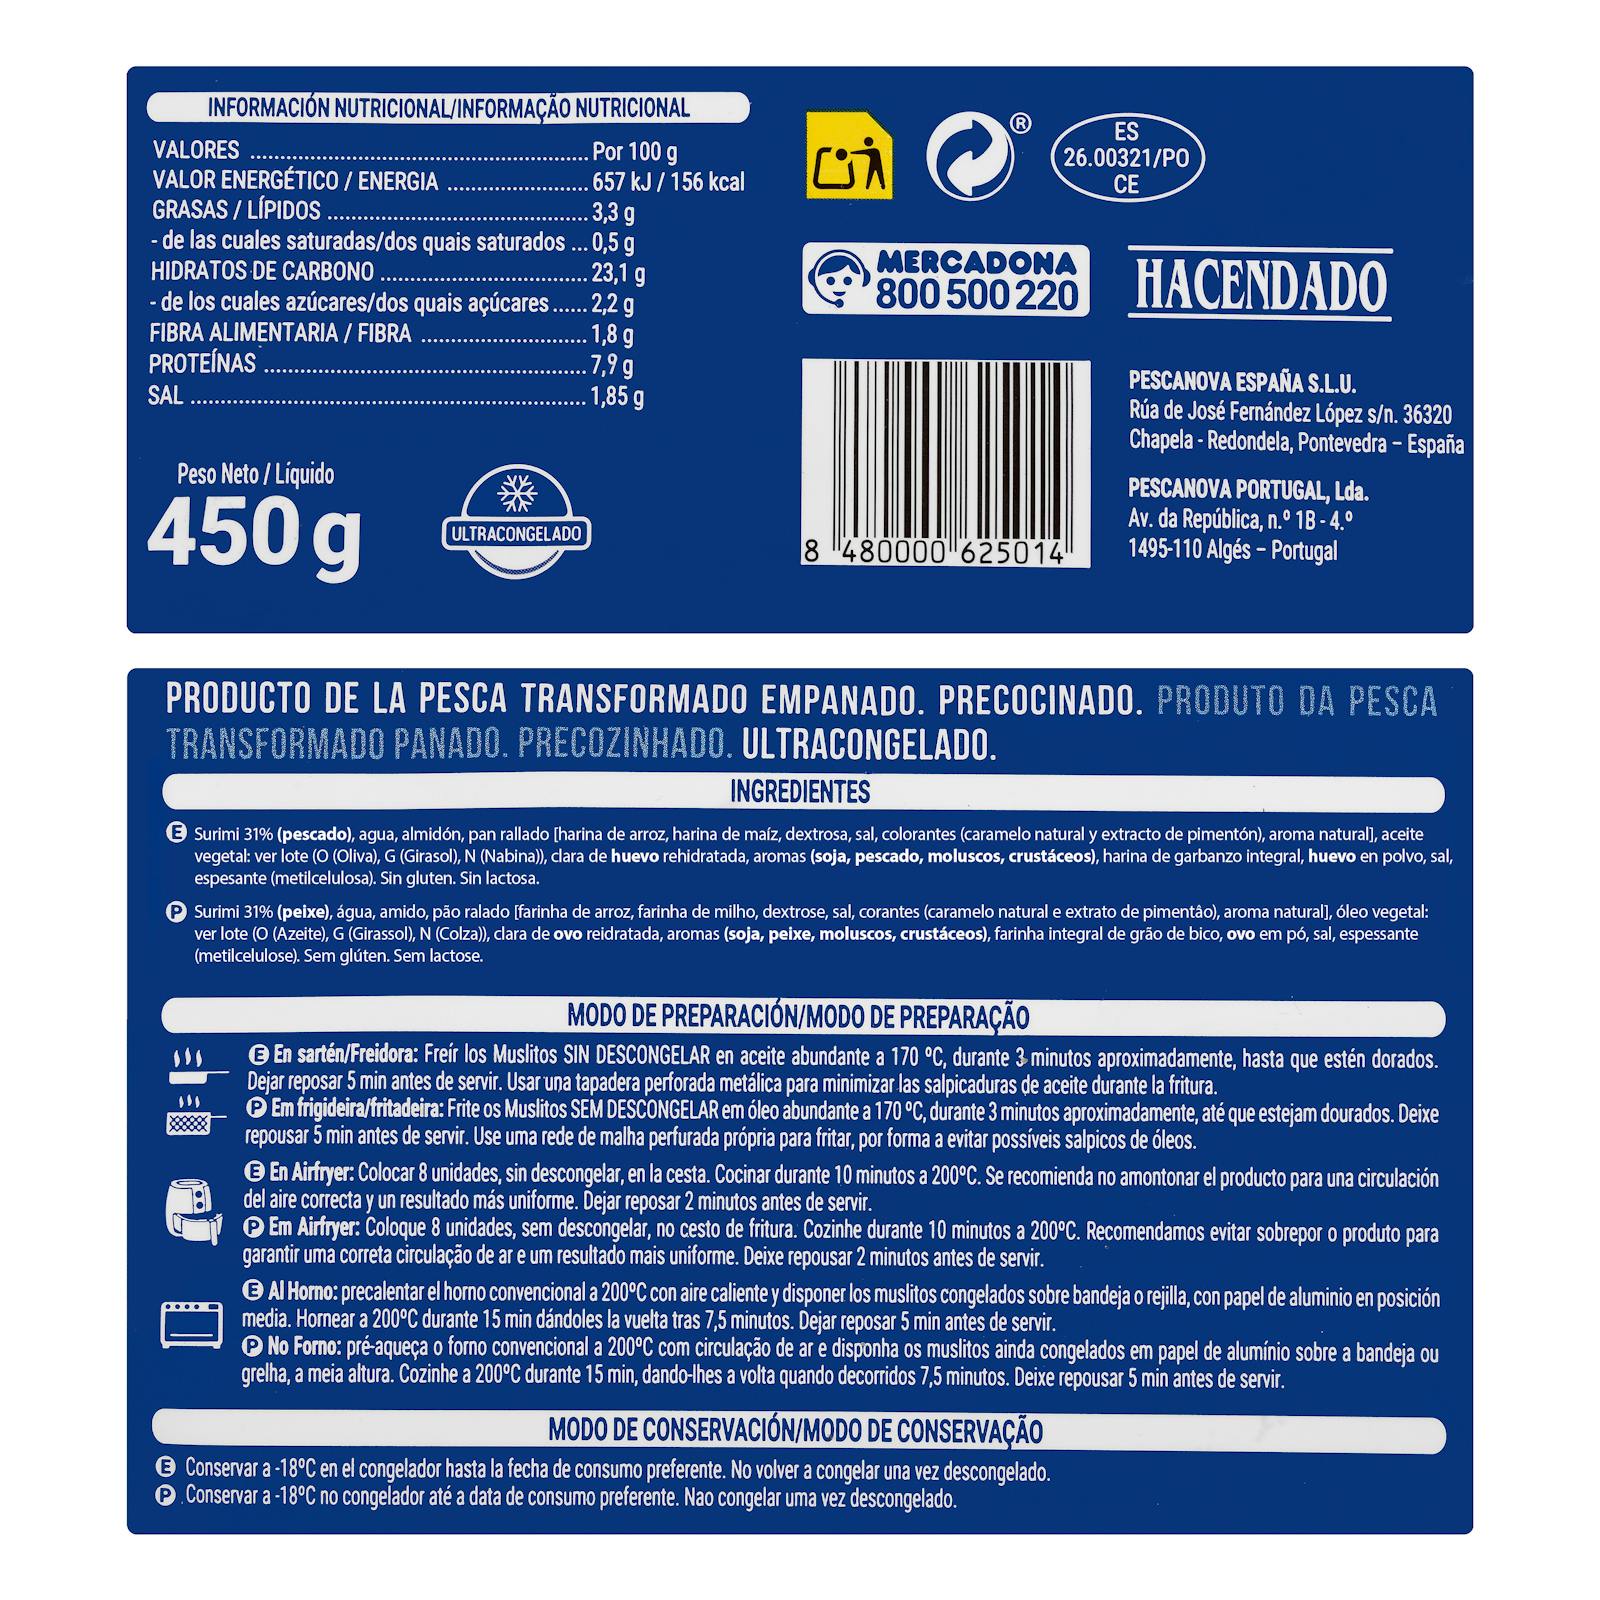 INFORMACIÓN NUTRICIONAL/INFORMAÇÃO NUTRICIONAL
VALORES ........ Por 100 g
VALOR ENERGÉTICO / ENERGIA ........ 657 kJ / 156 kcal
GRASAS / LÍPIDOS ........ 3,3 g
- de las cuales saturadas/dos quais saturados ... 0,5 g
HIDRATOS DE CARBONO ........ 23,1 g
- de los cuales azúcares/dos quais açúcares ...... 2,2 g
FIBRA ALIMENTARIA / FIBRA ........ 1,8 g
PROTEÍNAS ........ 7,9 g
SAL ........ 1,85 g
Peso Neto / Líquido
450 g
ULTRACONGELADO
®
ES
26.00321/PO
CE
MERCADONA
800 500 220
HACENDADO
8 480000 625014
PESCANOVA ESPAÑA S.L.U.
Rúa de José Fernández López s/n. 36320
Chapela - Redondela, Pontevedra – España
PESCANOVA PORTUGAL, Lda.
Av. da República, n.º 1B - 4.º
1495-110 Algés – Portugal
PRODUCTO DE LA PESCA TRANSFORMADO EMPANADO. PRECOCINADO. PRODUTO DA PESCA
TRANSFORMADO PANADO. PRECOZINHADO. ULTRACONGELADO.
INGREDIENTES
E Surimi 31% (pescado), agua, almidón, pan rallado [harina de arroz, harina de maíz, dextrosa, sal, colorantes (caramelo natural y extracto de pimentón), aroma natural], aceite
vegetal: ver lote (O (Oliva), G (Girasol), N (Nabina)), clara de huevo rehidratada, aromas (soja, pescado, moluscos, crustáceos), harina de garbanzo integral, huevo en polvo, sal,
espesante (metilcelulosa). Sin gluten. Sin lactosa.
P Surimi 31% (peixe), água, amido, pão ralado [farinha de arroz, farinha de milho, dextrose, sal, corantes (caramelo natural e extrato de pimentâo), aroma natural], óleo vegetal:
ver lote (O (Azeite), G (Girassol), N (Colza)), clara de ovo reidratada, aromas (soja, peixe, moluscos, crustáceos), farinha integral de grão de bico, ovo em pó, sal, espessante
(metilcelulose). Sem glúten. Sem lactose.
MODO DE PREPARACIÓN/MODO DE PREPARAÇÃO
E En sartén/Freidora: Freír los Muslitos SIN DESCONGELAR en aceite abundante a 170 ºC, durante 3 minutos aproximadamente, hasta que estén dorados.
Dejar reposar 5 min antes de servir. Usar una tapadera perforada metálica para minimizar las salpicaduras de aceite durante la fritura.
P Em frigideira/fritadeira: Frite os Muslitos SEM DESCONGELAR em óleo abundante a 170 ºC, durante 3 minutos aproximadamente, até que estejam dourados. Deixe
repousar 5 min antes de servir. Use uma rede de malha perfurada própria para fritar, por forma a evitar possíveis salpicos de óleos.
E En Airfryer: Colocar 8 unidades, sin descongelar, en la cesta. Cocinar durante 10 minutos a 200ºC. Se recomienda no amontonar el producto para una circulación
del aire correcta y un resultado más uniforme. Dejar reposar 2 minutos antes de servir.
P Em Airfryer: Coloque 8 unidades, sem descongelar, no cesto de fritura. Cozinhe durante 10 minutos a 200ºC. Recomendamos evitar sobrepor o produto para
garantir uma correta circulação de ar e um resultado mais uniforme. Deixe repousar 2 minutos antes de servir.
E Al Horno: precalentar el horno convencional a 200ºC con aire caliente y disponer los muslitos congelados sobre bandeja o rejilla, con papel de aluminio en posición
media. Hornear a 200ºC durante 15 min dándoles la vuelta tras 7,5 minutos. Dejar reposar 5 min antes de servir.
P No Forno: pré-aqueça o forno convencional a 200ºC com circulação de ar e disponha os muslitos ainda congelados em papel de alumínio sobre a bandeja ou
grelha, a meia altura. Cozinhe a 200ºC durante 15 min, dando-lhes a volta quando decorridos 7,5 minutos. Deixe repousar 5 min antes de servir.
MODO DE CONSERVACIÓN/MODO DE CONSERVAÇÃO
E Conservar a -18ºC en el congelador hasta la fecha de consumo preferente. No volver a congelar una vez descongelado.
P Conservar a -18ºC no congelador até a data de consumo preferente. Nao congelar uma vez descongelado.